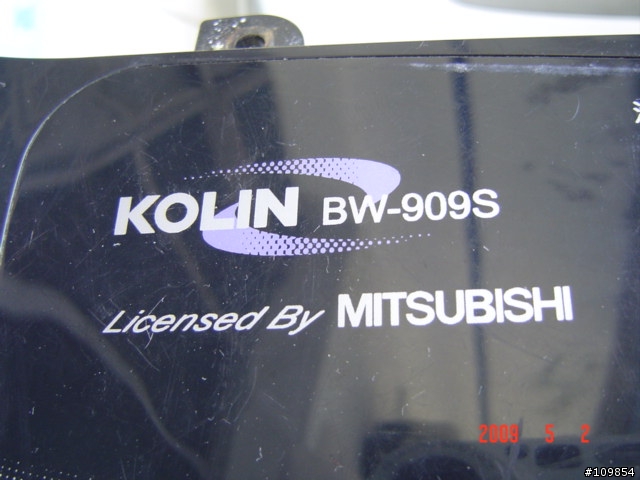 KOLIN BW-909S
Licensed By MITSUBISHI
2009 5 2
#109854